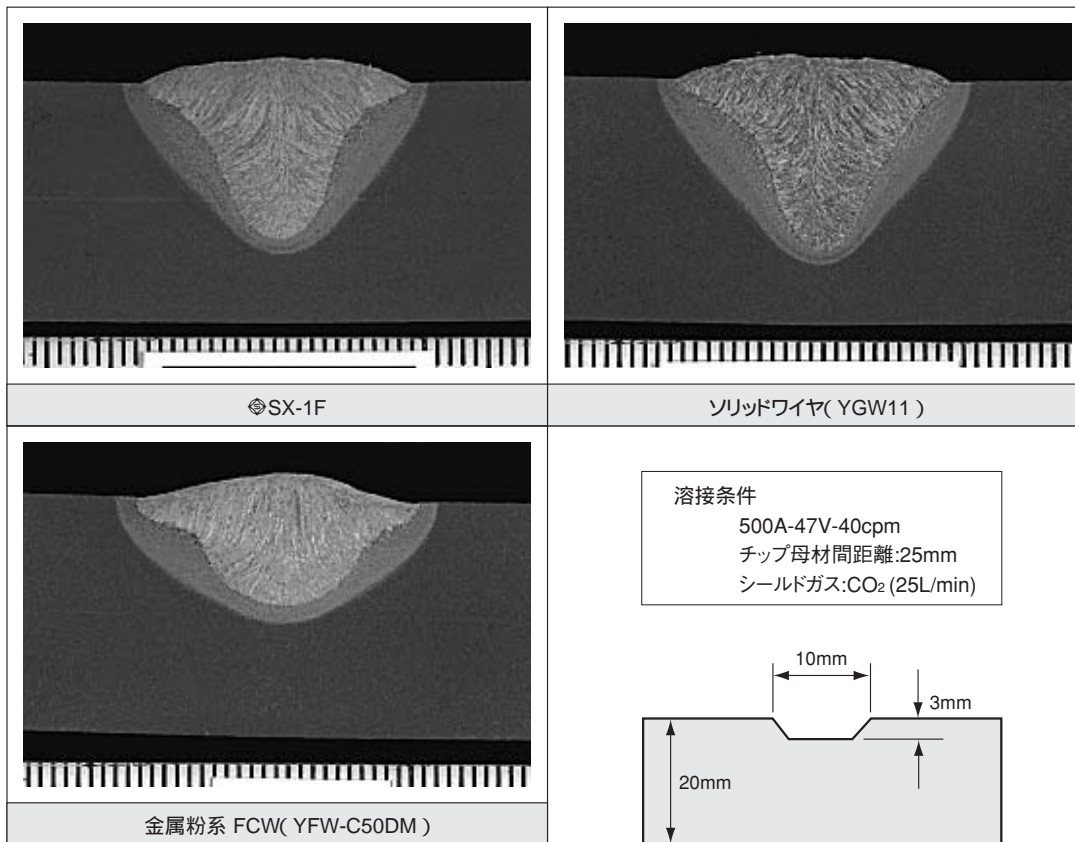 SX-1F
ソリッドワイヤ( YGW11 )
金属粉系 FCW( YFW-C50DM )
溶接条件
500A-47V-40cpm
チップ母材間距離:25mm
シールドガス:CO₂ (25L/min)
10mm
3mm
20mm